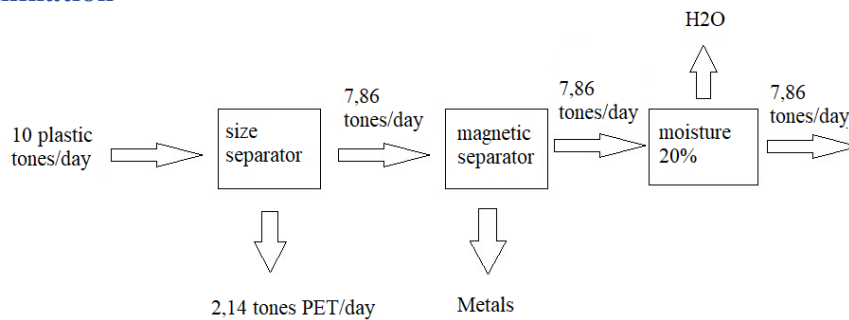 H2O
10 plastic
tones/day
size
separator
7,86
tones/day
magnetic
separator
7,86
tones/day
moisture
20%
7,86
tones/day
2,14 tones PET/day
Metals